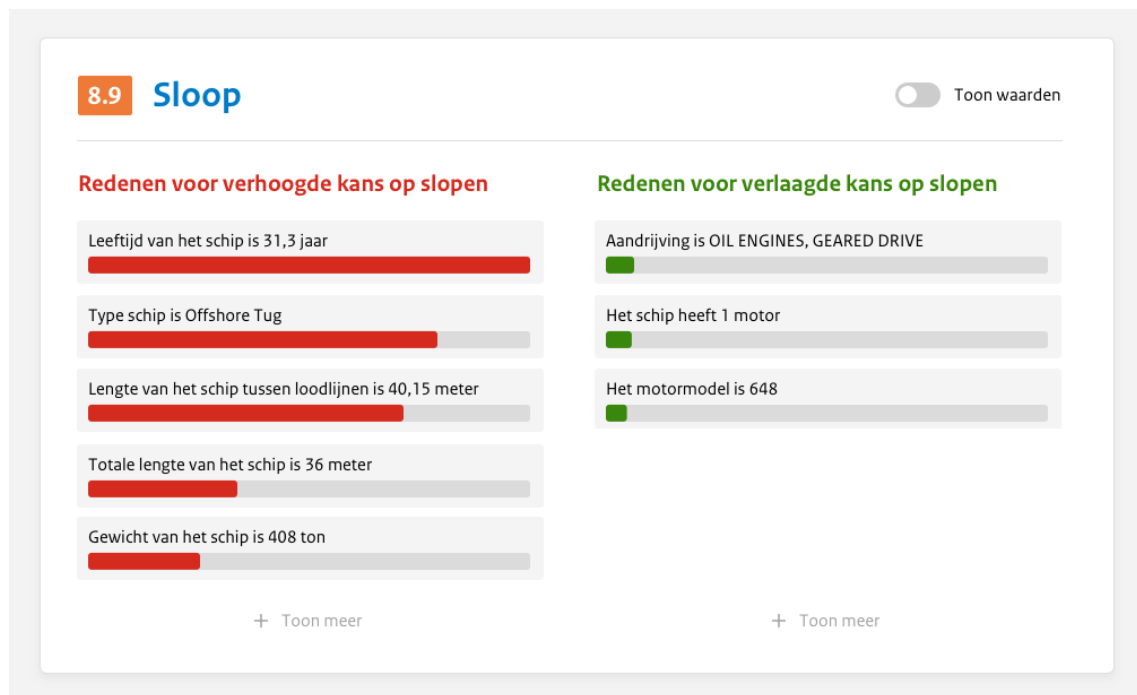 8.9 Sloop
Toon waarden
Redenen voor verhoogde kans op slopen
Leeftijd van het schip is 31,3 jaar
Type schip is Offshore Tug
Lengte van het schip tussen loodlijnen is 40,15 meter
Totale lengte van het schip is 36 meter
Gewicht van het schip is 408 ton
+ Toon meer
Redenen voor verlaagde kans op slopen
Aandrijving is OIL ENGINES, GEARED DRIVE
Het schip heeft 1 motor
Het motormodel is 648
+ Toon meer